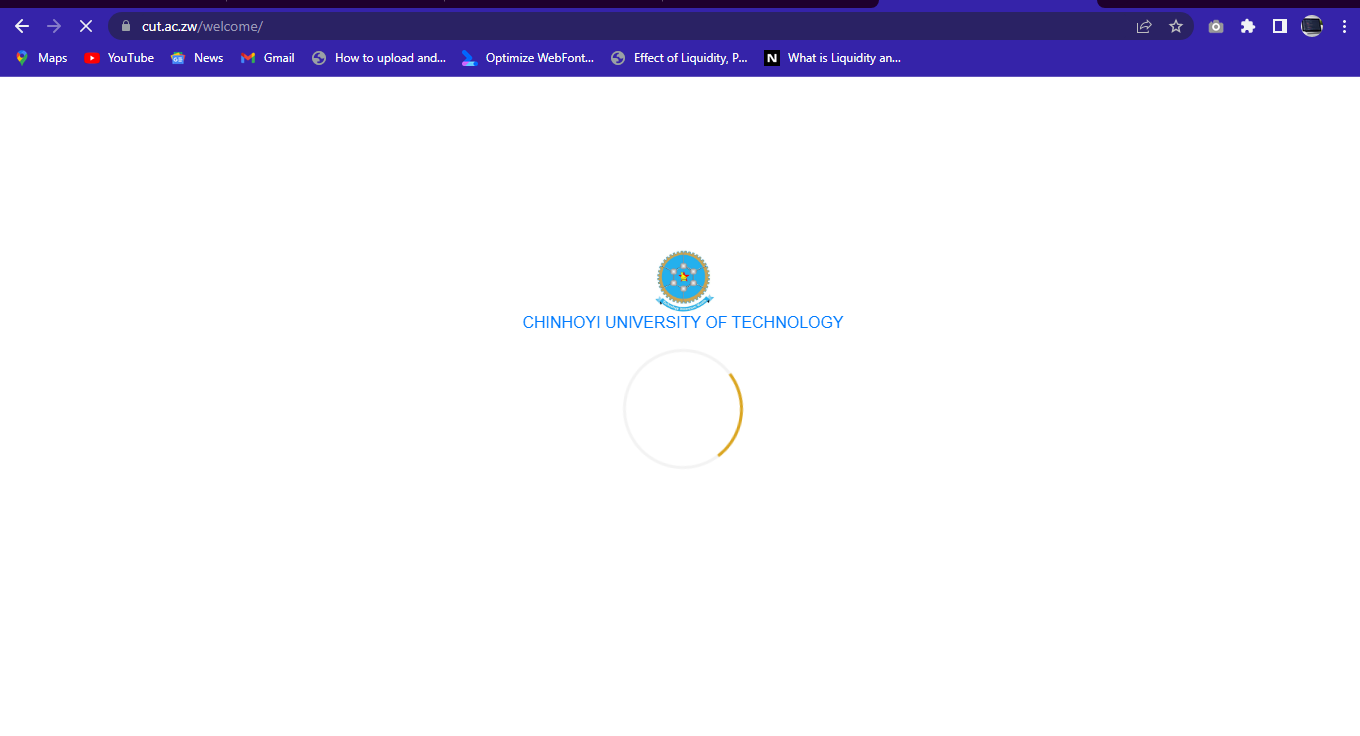 cut.ac.zw/welcome/
Maps YouTube News Gmail How to upload and... Optimize WebFont... Effect of Liquidity, P... N What is Liquidity an...
CHINHOYI UNIVERSITY OF TECHNOLOGY